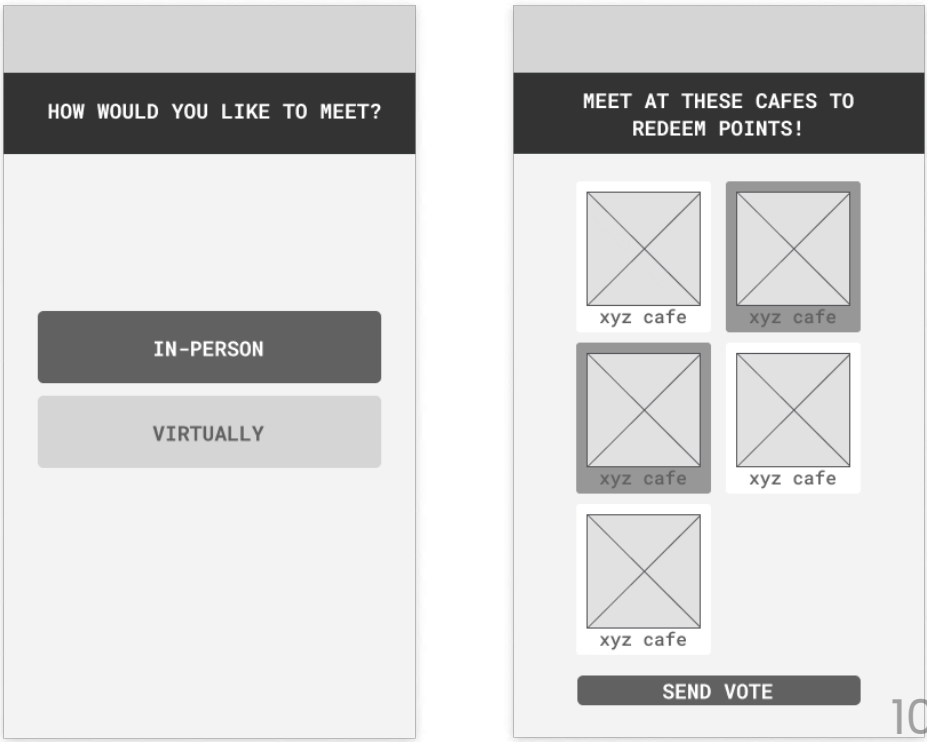 HOW WOULD YOU LIKE TO MEET?
IN-PERSON
VIRTUALLY
MEET AT THESE CAFES TO
REDEEM POINTS!
xyz cafe
xyz cafe
xyz cafe
xyz cafe
xyz cafe
SEND VOTE
10